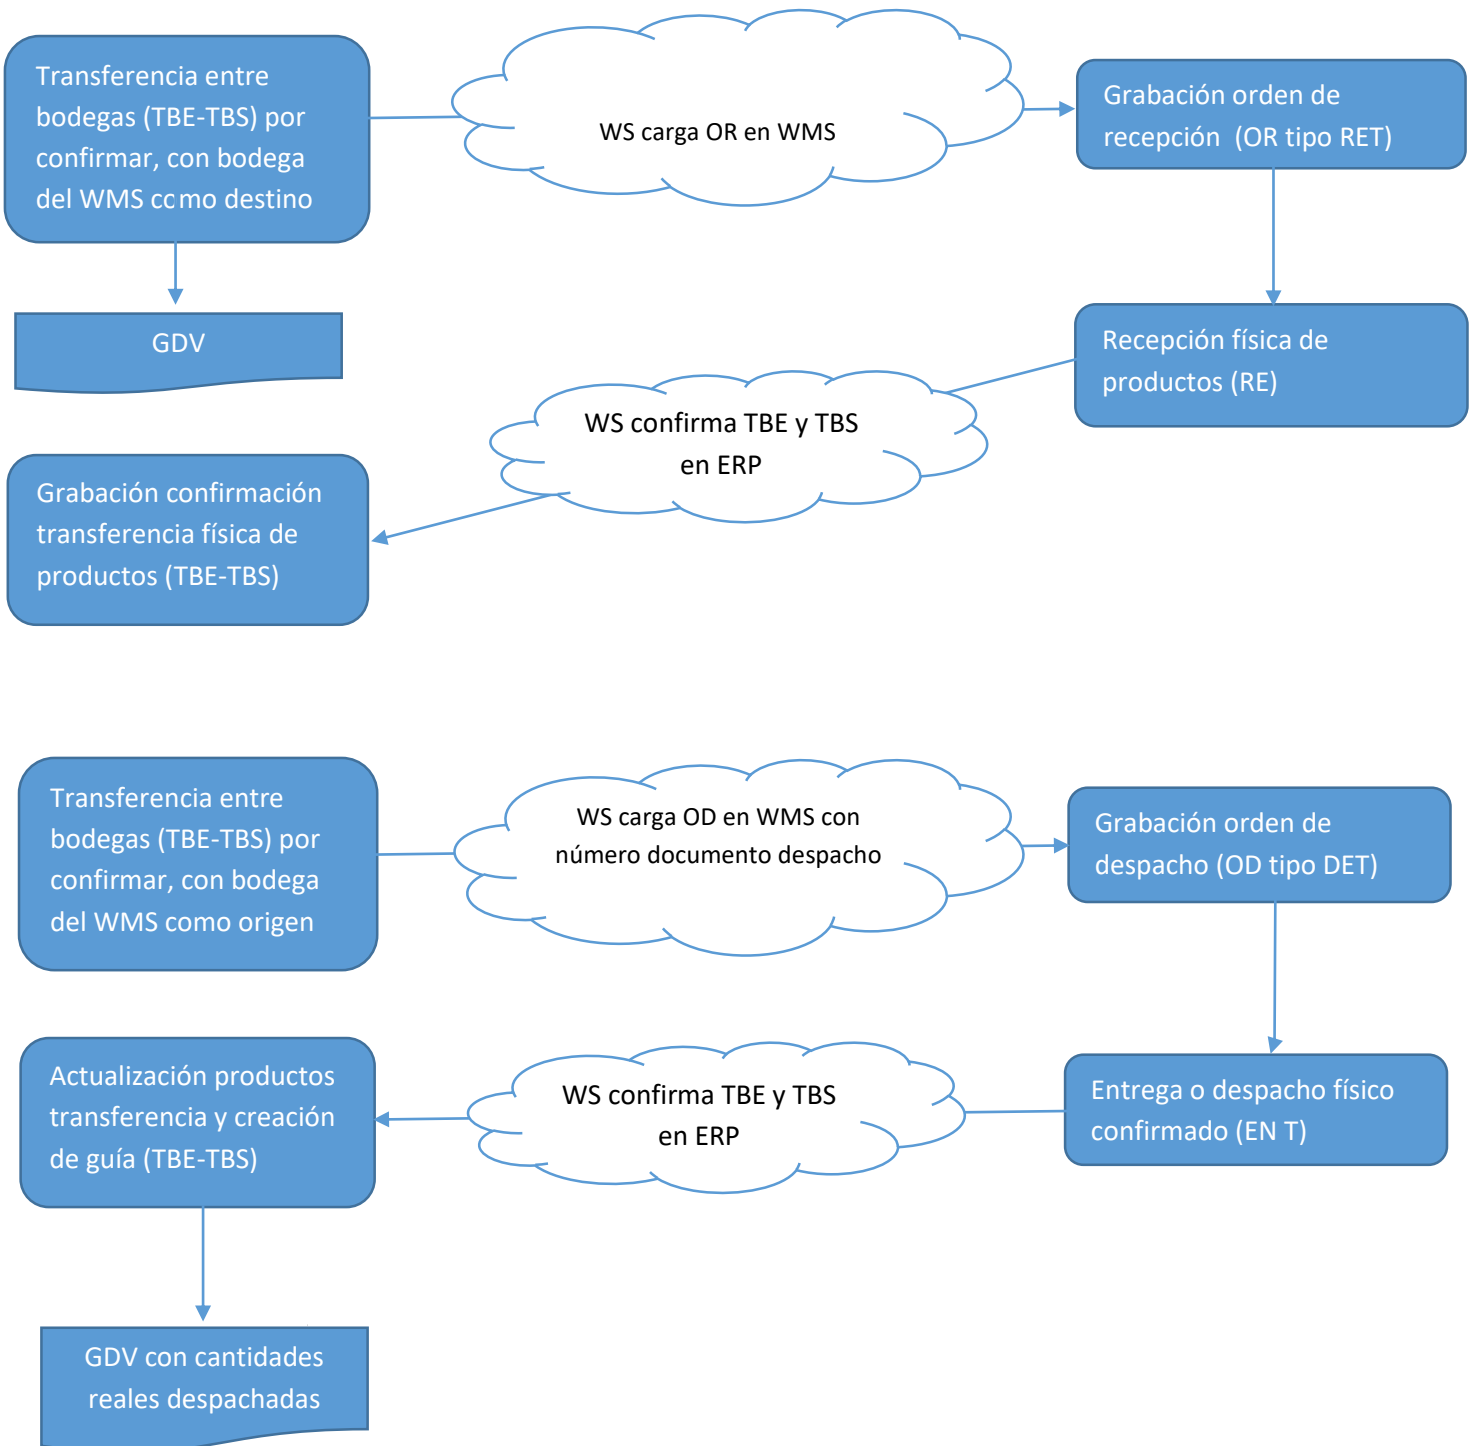 Transferencia entre
bodegas (TBE-TBS) por
confirmar, con bodega
del WMS como destino
WS carga OR en WMS
Grabación orden de
recepción (OR tipo RET)
GDV
Recepción física de
productos (RE)
WS confirma TBE y TBS
en ERP
Grabación confirmación
transferencia física de
productos (TBE-TBS)
Transferencia entre
bodegas (TBE-TBS) por
confirmar, con bodega
del WMS como origen
WS carga OD en WMS con
número documento despacho
Grabación orden de
despacho (OD tipo DET)
Actualización productos
transferencia y creación
de guía (TBE-TBS)
WS confirma TBE y TBS
en ERP
Entrega o despacho físico
confirmado (EN T)
GDV con cantidades
reales despachadas